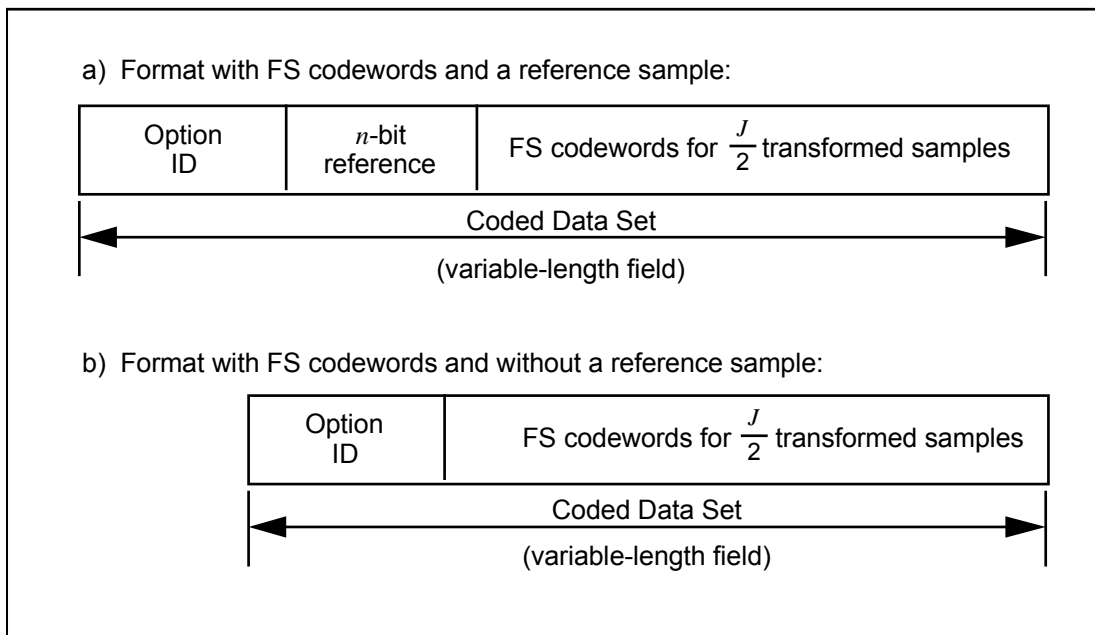 a) Format with FS codewords and a reference sample:
Option
ID
n-bit
reference
FS codewords for J/2 transformed samples
Coded Data Set
(variable-length field)
b) Format with FS codewords and without a reference sample:
Option
ID
FS codewords for J/2 transformed samples
Coded Data Set
(variable-length field)